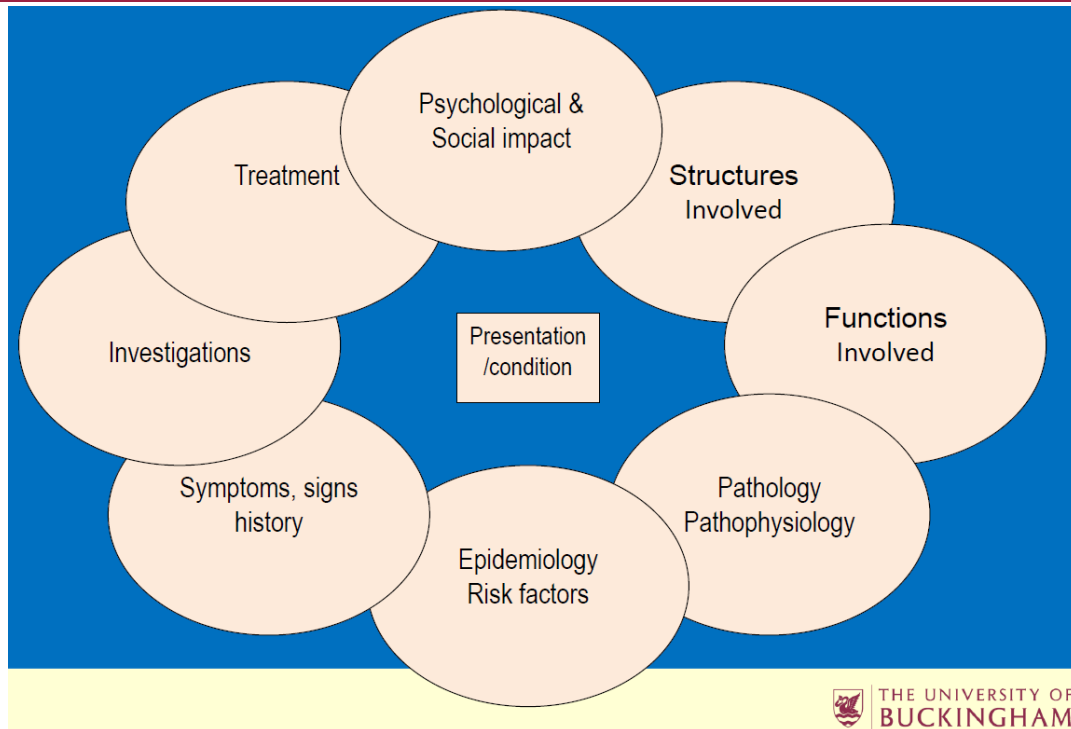 Psychological &
Social impact
Treatment
Structures
Involved
Functions
Involved
Presentation
/condition
Investigations
Symptoms, signs
history
Pathology
Pathophysiology
Epidemiology
Risk factors
THE UNIVERSITY OF
BUCKINGHAM